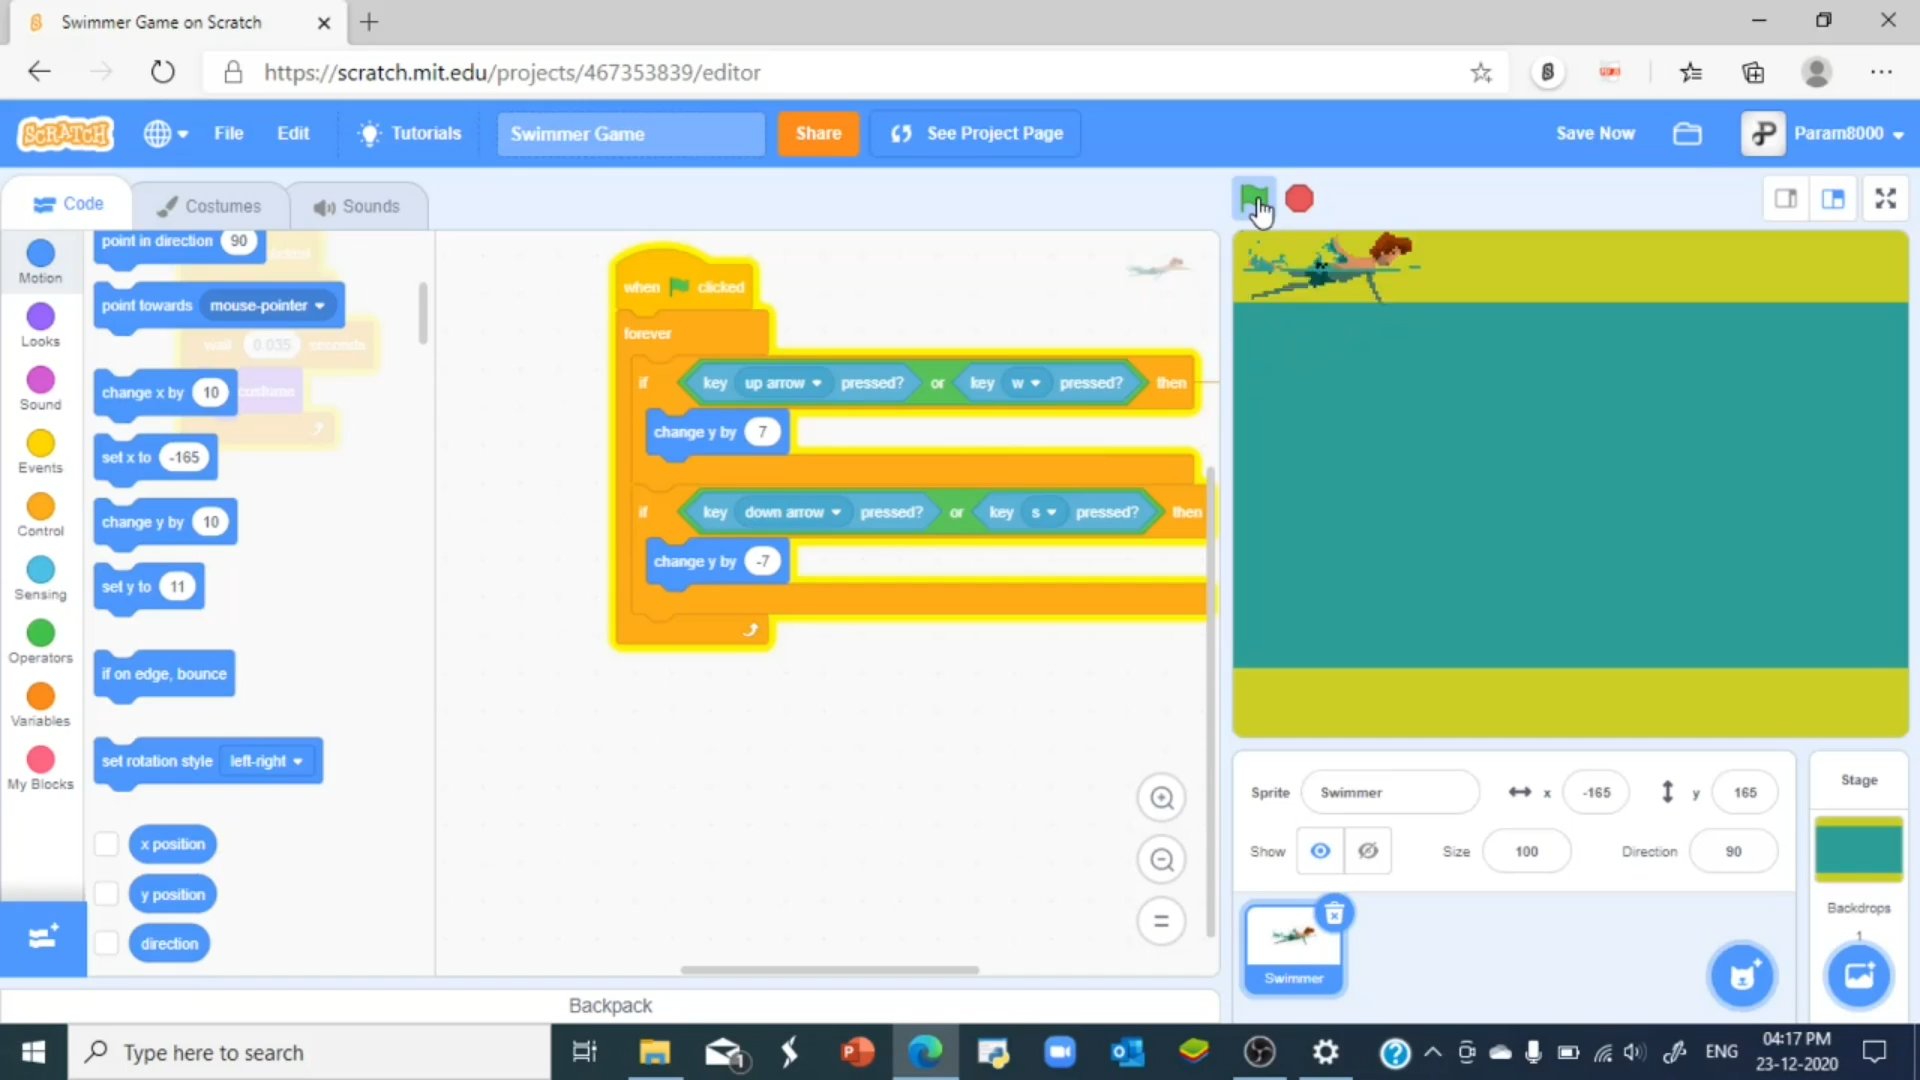 Swimmer Game on Scratch
https://scratch.mit.edu/projects/467353839/editor
SCRATCH
File
Edit
Tutorials
Swimmer Game
Share
See Project Page
Save Now
Param8000
Code
Costumes
Sounds
Motion
Looks
Sound
Events
Control
Sensing
Operators
Variables
My Blocks
point in direction 90
point towards mouse-pointer
wait 0.035 seconds
change x by 10
costume
set x to -165
change y by 10
set y to 11
if on edge, bounce
set rotation style left-right
x position
y position
direction
when clicked
forever
if key up arrow pressed? or key w pressed? then
change y by 7
if key down arrow pressed? or key s pressed? then
change y by -7
Backpack
Sprite Swimmer x -165 y 165
Show Size 100 Direction 90
Swimmer
Stage
Backdrops
1
Type here to search
1
ENG
04:17 PM
23-12-2020